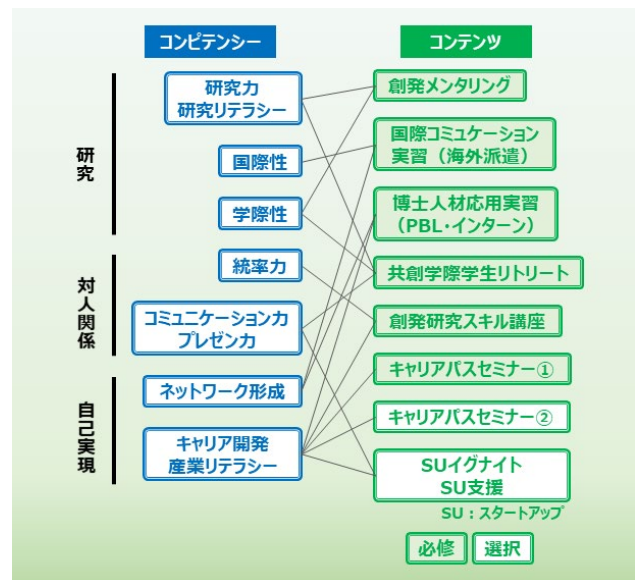 コンピテンシー
コンテンツ
研究
対人関係
自己実現
研究力
研究リテラシー
国際性
学際性
統率力
コミュニケーション力
プレゼン力
ネットワーク形成
キャリア開発
産業リテラシー
創発メンタリング
国際コミュケーション
実習（海外派遣）
博士人材応用実習
（PBL・インターン）
共創学際学生リトリート
創発研究スキル講座
キャリアパスセミナー①
キャリアパスセミナー②
SUイグナイト
SU支援
SU：スタートアップ
必修
選択